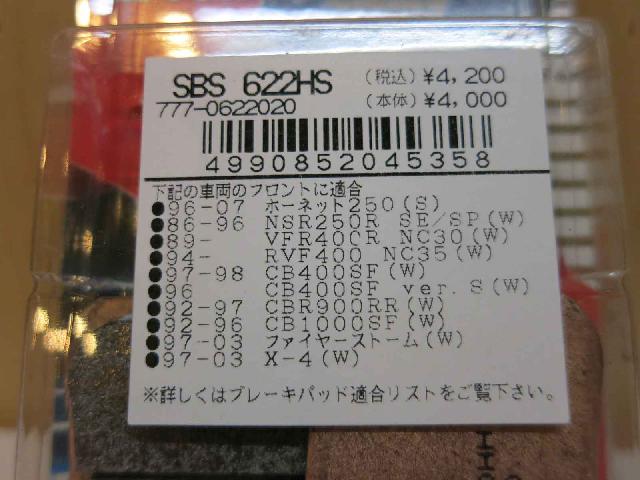 SBS 622HS (税込) ¥4,200
777-0622020 (本体) ¥4,000
4990852045358
下記の車両のフロントに適合
●96-07 ホーネット250(S)
●86-96 NSR250R SE/SP(W)
●89- VFR400R NC30(W)
●94- RVF400 NC35(W)
●97-98 CB400SF(W)
●96 CB400SF ver.S(W)
●92-97 CBR900RR(W)
●92-96 CB1000SF(W)
●97-03 ファイヤーストーム(W)
●97-03 X-4(W)
※詳しくはブレーキパッド適合リストをご覧下さい。